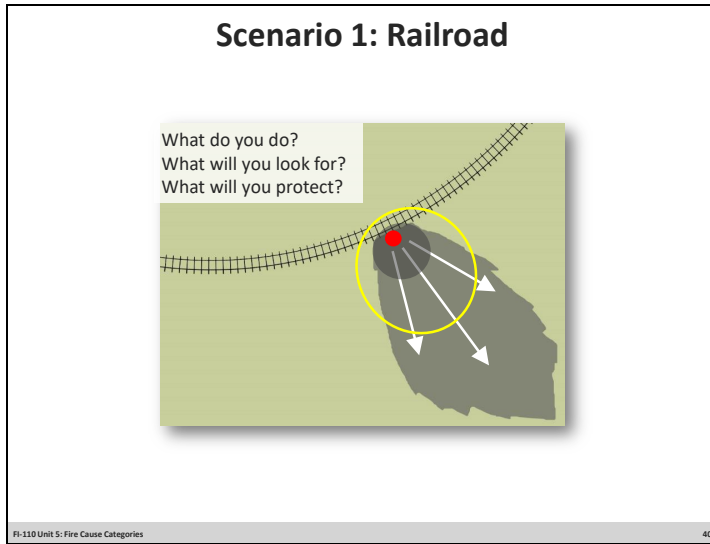 Scenario 1: Railroad
What do you do?
What will you look for?
What will you protect?
FI-110 Unit 5: Fire Cause Categories
40